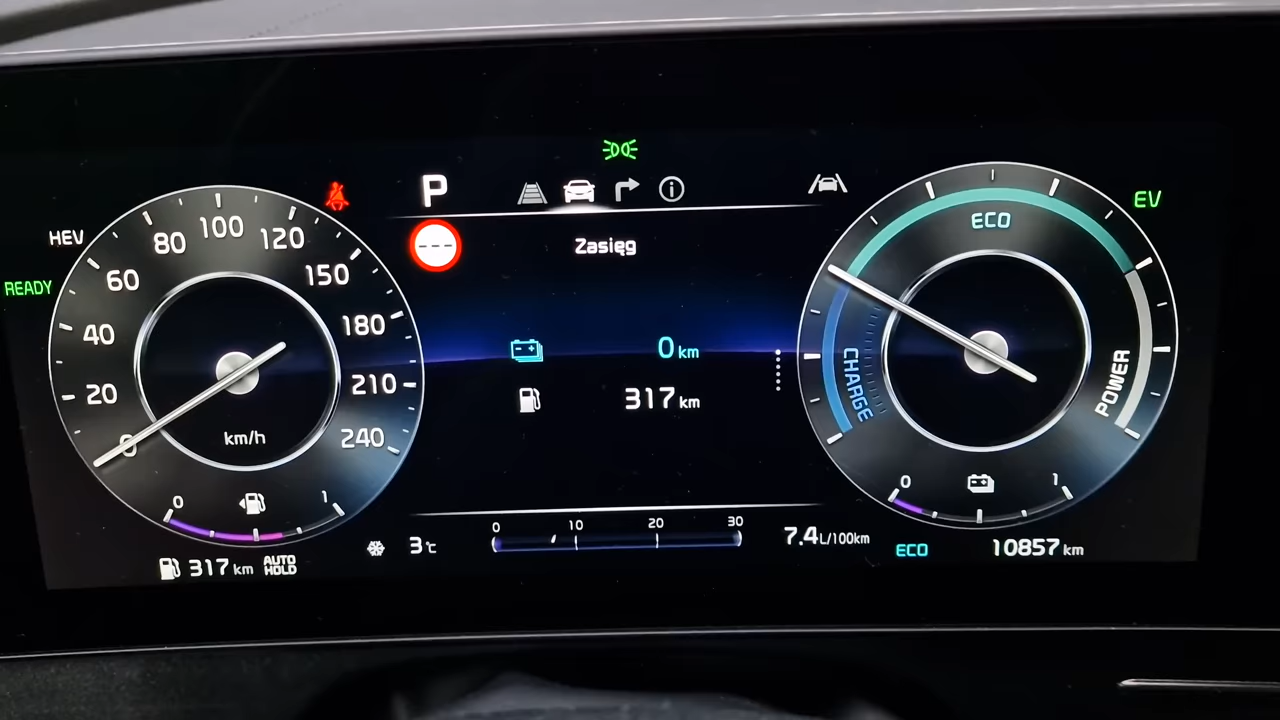 HEV
READY
0
20
40
60
80
100
120
150
180
210
240
km/h
0 1
317 km AUTO HOLD
P
---
Zasięg
0 km
317 km
3 °C
0 10 20 30
7.4 L/100km
EV
ECO
CHARGE
POWER
0 1
ECO
10857 km